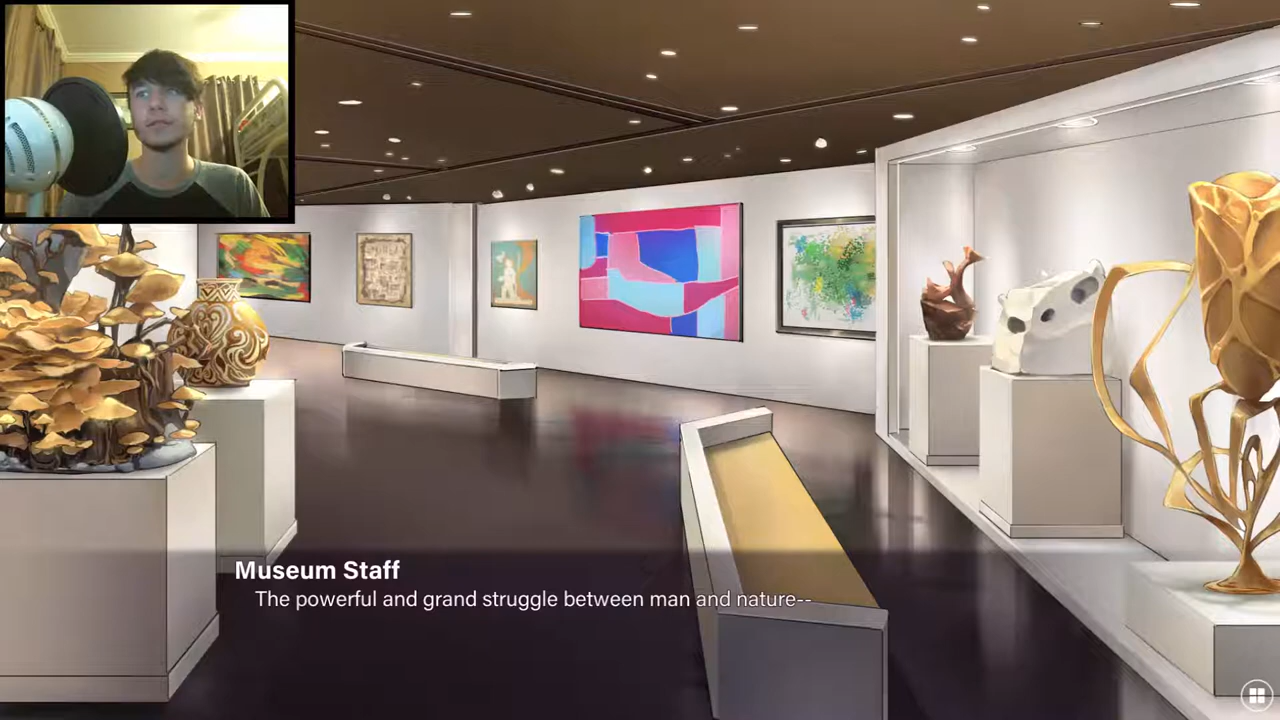 Museum Staff
The powerful and grand struggle between man and nature--